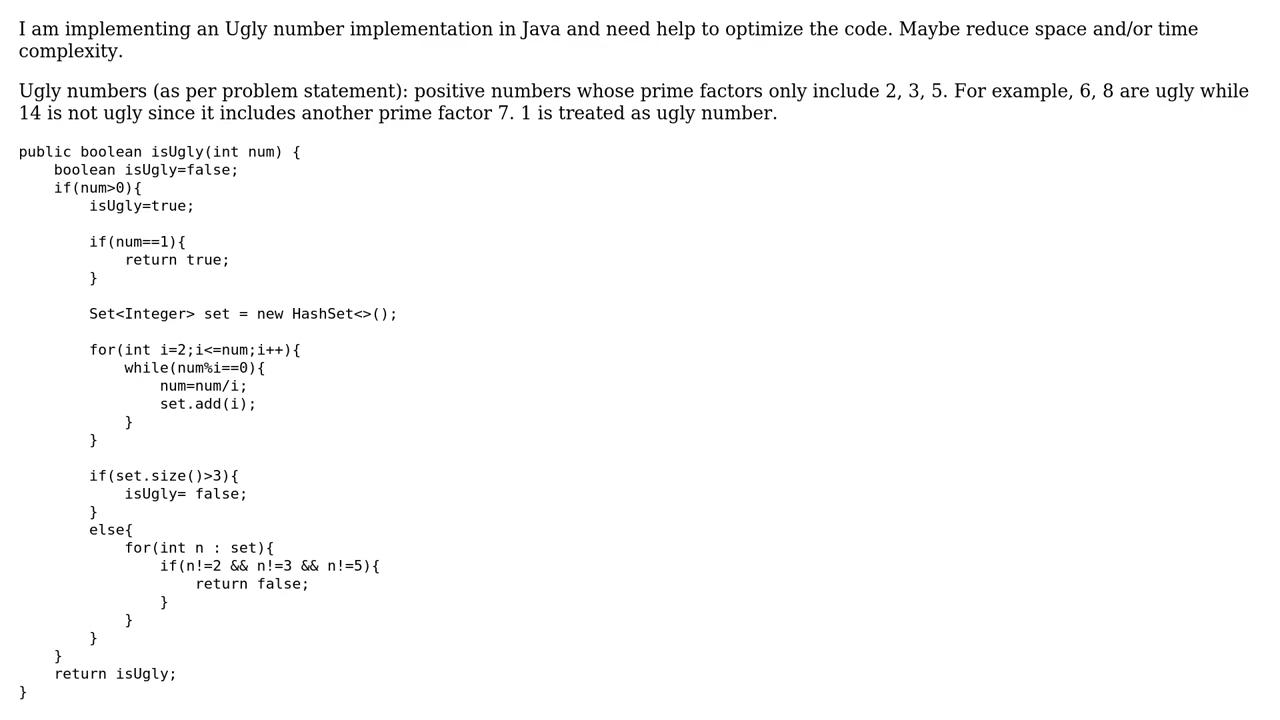 I am implementing an Ugly number implementation in Java and need help to optimize the code. Maybe reduce space and/or time
complexity.
Ugly numbers (as per problem statement): positive numbers whose prime factors only include 2, 3, 5. For example, 6, 8 are ugly while
14 is not ugly since it includes another prime factor 7. 1 is treated as ugly number.
public boolean isUgly(int num) {
    boolean isUgly=false;
    if(num>0){
        isUgly=true;

        if(num==1){
            return true;
        }

        Set<Integer> set = new HashSet<>();

        for(int i=2;i<=num;i++){
            while(num%i==0){
                num=num/i;
                set.add(i);
            }
        }

        if(set.size()>3){
            isUgly= false;
        }
        else{
            for(int n : set){
                if(n!=2 && n!=3 && n!=5){
                    return false;
                }
            }
        }
    }
    return isUgly;
}